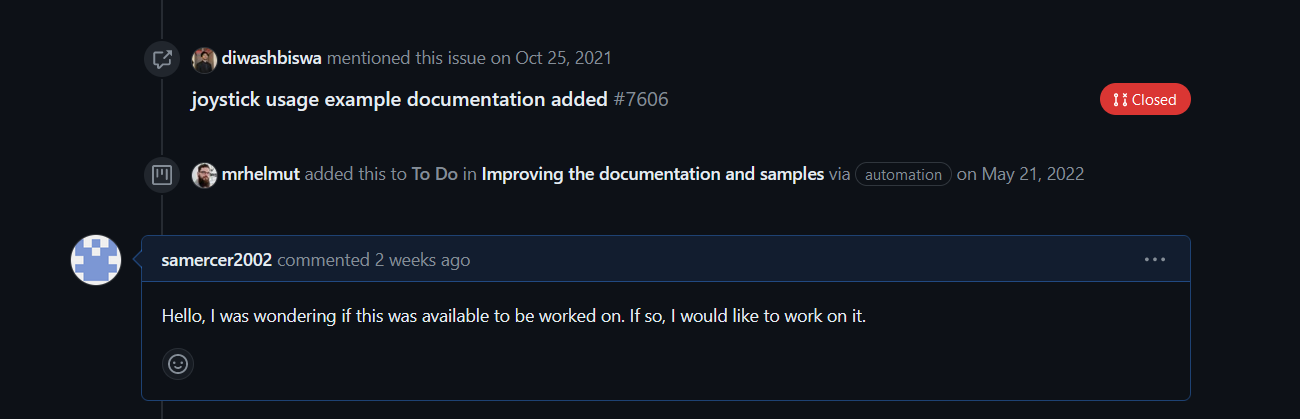 diwashbiswa mentioned this issue on Oct 25, 2021
joystick usage example documentation added #7606
Closed
mrhelmut added this to To Do in Improving the documentation and samples via automation on May 21, 2022
samercer2002 commented 2 weeks ago
Hello, I was wondering if this was available to be worked on. If so, I would like to work on it.